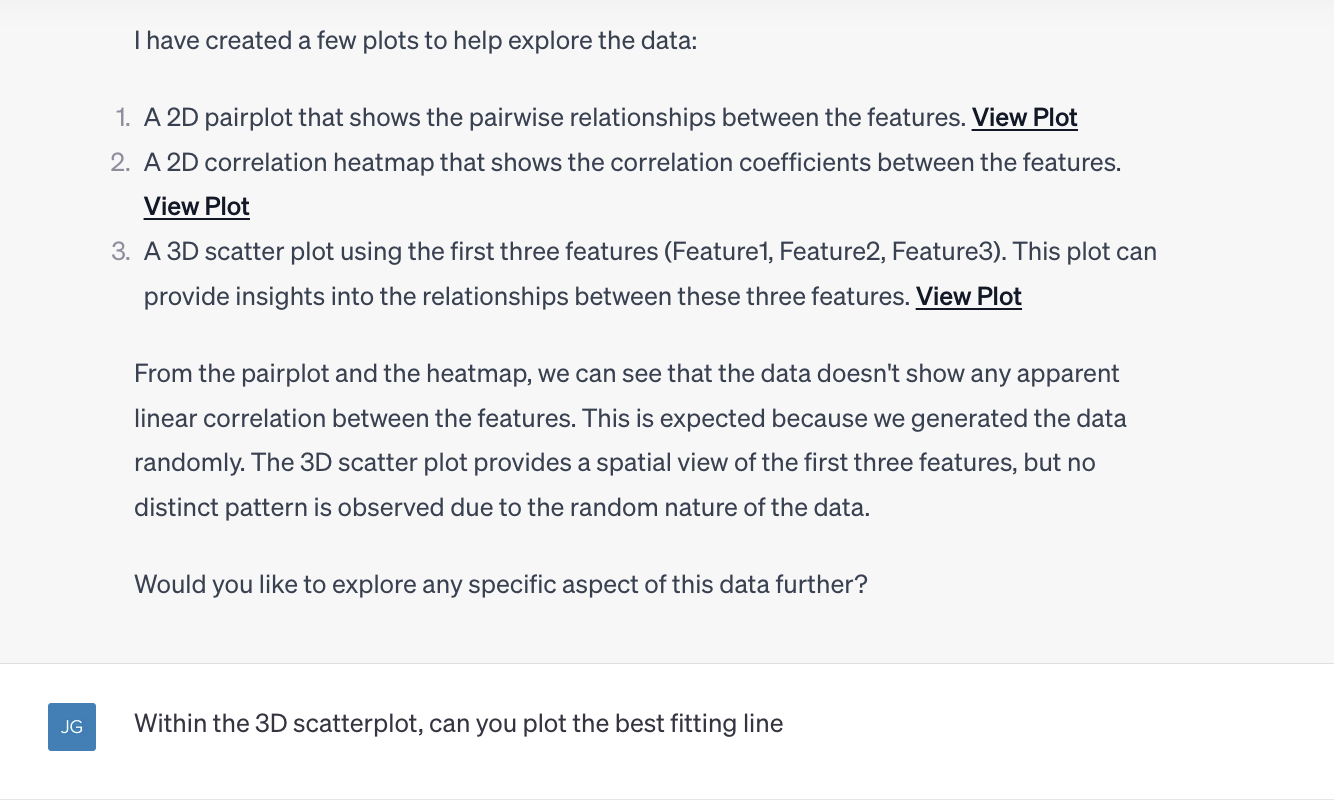 I have created a few plots to help explore the data:
1. A 2D pairplot that shows the pairwise relationships between the features. View Plot
2. A 2D correlation heatmap that shows the correlation coefficients between the features.
View Plot
3. A 3D scatter plot using the first three features (Feature1, Feature2, Feature3). This plot can
provide insights into the relationships between these three features. View Plot
From the pairplot and the heatmap, we can see that the data doesn't show any apparent
linear correlation between the features. This is expected because we generated the data
randomly. The 3D scatter plot provides a spatial view of the first three features, but no
distinct pattern is observed due to the random nature of the data.
Would you like to explore any specific aspect of this data further?
JG
Within the 3D scatterplot, can you plot the best fitting line